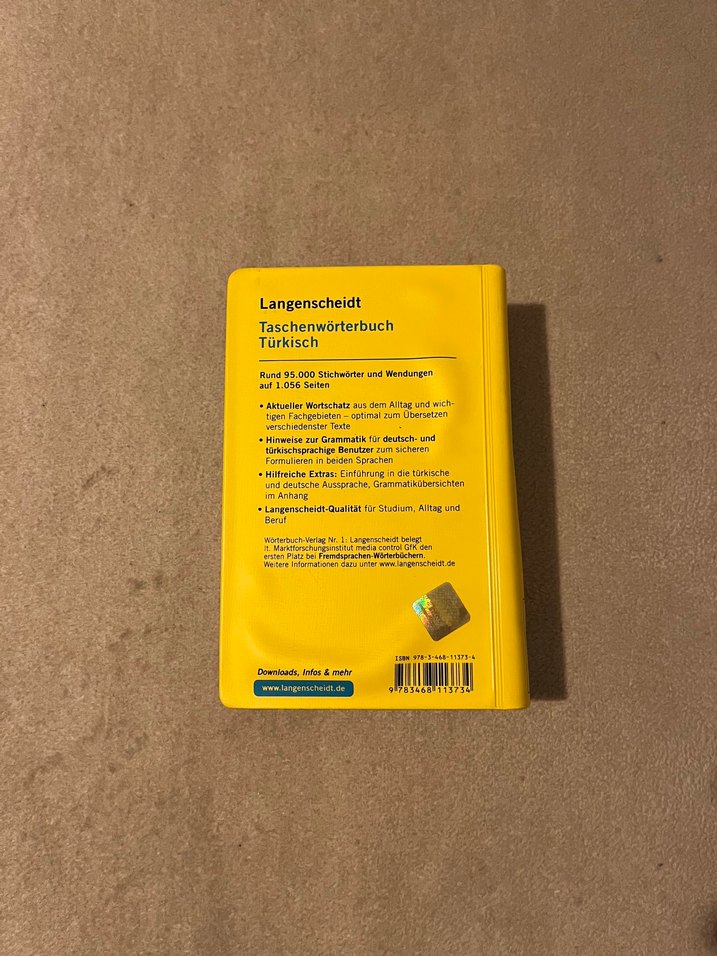 Langenscheidt
Taschenwörterbuch
Türkisch
Rund 95.000 Stichwörter und Wendungen
auf 1.056 Seiten
• Aktueller Wortschatz aus dem Alltag und wich-
tigen Fachgebieten – optimal zum Übersetzen
verschiedenster Texte
• Hinweise zur Grammatik für deutsch- und
türkischsprachige Benutzer zum sicheren
Formulieren in beiden Sprachen
• Hilfreiche Extras: Einführung in die türkische
und deutsche Aussprache, Grammatikübersichten
im Anhang
• Langenscheidt-Qualität für Studium, Alltag und
Beruf
Wörterbuch-Verlag Nr. 1: Langenscheidt belegt
lt. Marktforschungsinstitut media control GfK den
ersten Platz bei Fremdsprachen-Wörterbüchern.
Weitere Informationen dazu unter www.langenscheidt.de
ISBN 978-3-468-11373-4
9 783468 113734
Downloads, Infos & mehr
www.langenscheidt.de